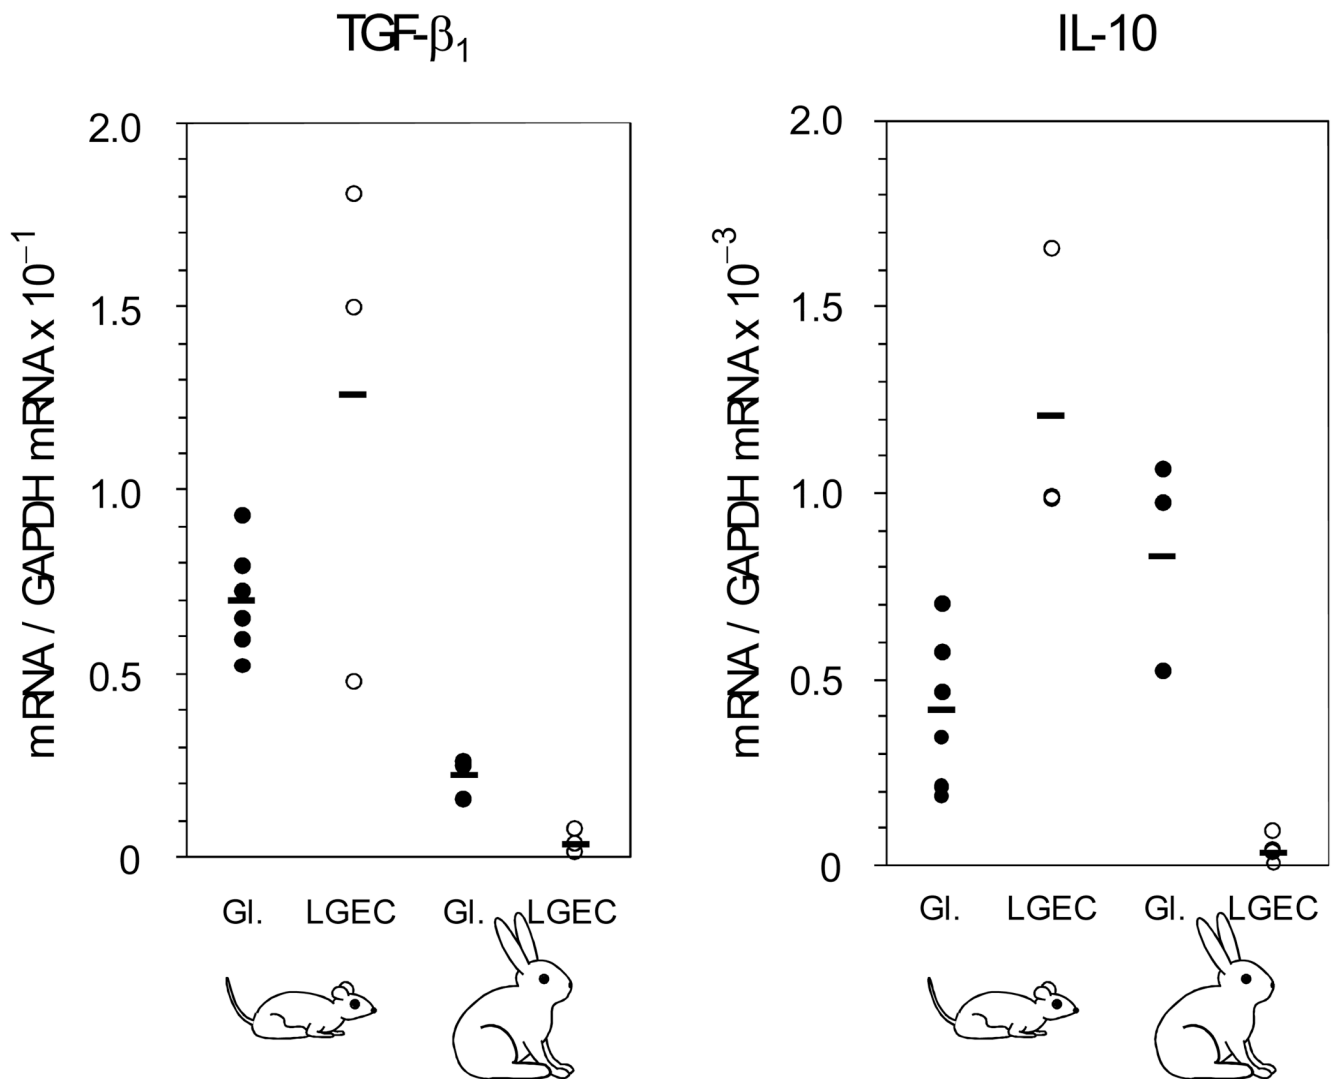 TGF-β₁
mRNA / GAPDH mRNA x 10⁻¹
2.0
1.5
1.0
0.5
0
Gl. LGEC Gl. LGEC
IL-10
mRNA / GAPDH mRNA x 10⁻³
2.0
1.5
1.0
0.5
0
Gl. LGEC Gl. LGEC